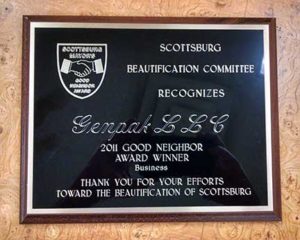 SCOTTSBURG
MAYOR'S
GOOD
NEIGHBOR
AWARD
SCOTTSBURG
BEAUTIFICATION COMMITTEE
RECOGNIZES
Genpak LLC
2011 GOOD NEIGHBOR
AWARD WINNER
Business
THANK YOU FOR YOUR EFFORTS
TOWARD THE BEAUTIFICATION OF SCOTTSBURG